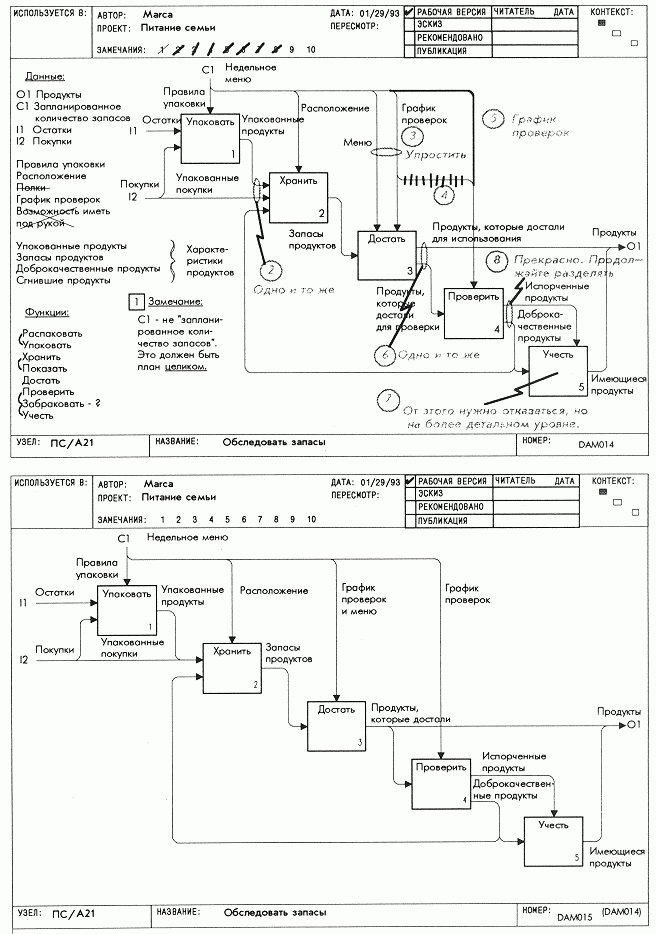 ИСПОЛЬЗУЕТСЯ В:
АВТОР: Marca
ПРОЕКТ: Питание семьи
ЗАМЕЧАНИЯ: 1 2 3 4 5 6 7 8 9 10
ДАТА: 01/29/93
ПЕРЕСМОТР:
✔ РАБОЧАЯ ВЕРСИЯ
ЭСКИЗ
РЕКОМЕНДОВАНО
ПУБЛИКАЦИЯ
ЧИТАТЕЛЬ ДАТА
КОНТЕКСТ:
Данные:
O1 Продукты
C1 Запланированное
количество запасов
I1 Остатки
I2 Покупки
Правила упаковки
Расположение
Полки
График проверок
Возможность иметь
под рукой
Упакованные продукты
Запасы продуктов
Доброкачественные продукты
Сгнившие продукты
Характе-
ристики
продуктов
Функции:
Распаковать
Упаковать
Хранить
Показать
Достать
Проверить
Забраковать - ?
Учесть
1 Замечание:
C1 - не "заплани-
рованное коли-
чество запасов".
Это должен быть
план целиком.
C1
Недельное
меню
Правила
упаковки
Остатки
I1
Упаковать
1
Упакованные
продукты
Покупки
I2
Упакованные
покупки
Расположение
Хранить
2
Запасы
продуктов
2
Одно и то же
Меню
График
проверок
3
Упростить
4
5 График
проверок
Достать
3
Продукты, которые достали
для использования
Продукты
O1
8 Прекрасно. Продол-
жайте разделять
Продукты,
которые
достали
для проверки
6 Одно и то же
Проверить
4
Испорченные
продукты
Доброка-
чественные
продукты
Учесть
5
Имеющиеся
продукты
7
От этого нужно отказаться, но
на более детальном уровне.
УЗЕЛ: ПС/А21
НАЗВАНИЕ: Обследовать запасы
НОМЕР: DAM014
ИСПОЛЬЗУЕТСЯ В:
АВТОР: Marca
ПРОЕКТ: Питание семьи
ЗАМЕЧАНИЯ: 1 2 3 4 5 6 7 8 9 10
ДАТА: 01/29/93
ПЕРЕСМОТР:
✔ РАБОЧАЯ ВЕРСИЯ
ЭСКИЗ
РЕКОМЕНДОВАНО
ПУБЛИКАЦИЯ
ЧИТАТЕЛЬ ДАТА
КОНТЕКСТ:
C1 Недельное меню
Правила
упаковки
I1 Остатки
Упаковать
1
Упакованные
продукты
I2 Покупки
Упакованные
покупки
Расположение
Хранить
2
Запасы
продуктов
График
проверок
и меню
График
проверок
Достать
3
Продукты,
которые достали
Продукты
O1
Проверить
4
Испорченные
продукты
Доброкачествен-
ные продукты
Учесть
5
Имеющиеся
продукты
УЗЕЛ: ПС/А21
НАЗВАНИЕ: Обследовать запасы
НОМЕР: DAM015 (DAM014)